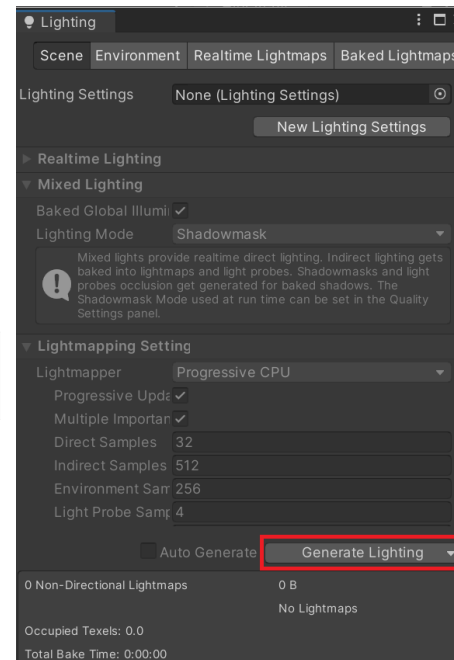 Lighting
Scene Environment Realtime Lightmaps Baked Lightmaps
Lighting Settings None (Lighting Settings)
New Lighting Settings
Realtime Lighting
Mixed Lighting
Baked Global Illumi
Lighting Mode Shadowmask
Mixed lights provide realtime direct lighting. Indirect lighting gets
baked into lightmaps and light probes. Shadowmasks and light
probes occlusion get generated for baked shadows. The
Shadowmask Mode used at run time can be set in the Quality
Settings panel.
Lightmapping Setting
Lightmapper Progressive CPU
Progressive Upda
Multiple Importan
Direct Samples 32
Indirect Samples 512
Environment Sam 256
Light Probe Samp 4
Auto Generate Generate Lighting
0 Non-Directional Lightmaps 0 B
No Lightmaps
Occupied Texels: 0.0
Total Bake Time: 0:00:00